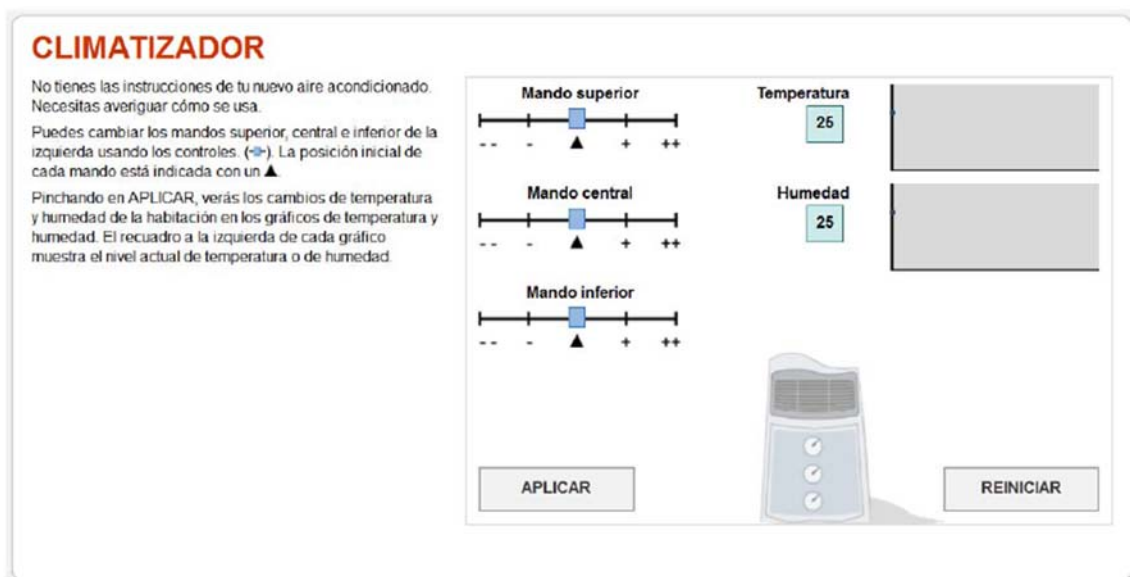 CLIMATIZADOR
No tienes las instrucciones de tu nuevo aire acondicionado.
Necesitas averiguar cómo se usa.
Puedes cambiar los mandos superior, central e inferior de la
izquierda usando los controles. ( ). La posición inicial de
cada mando está indicada con un ▲.
Pinchando en APLICAR, verás los cambios de temperatura
y humedad de la habitación en los gráficos de temperatura y
humedad. El recuadro a la izquierda de cada gráfico
muestra el nivel actual de temperatura o de humedad.
Mando superior
- - - ▲ + ++
Temperatura
25
Mando central
- - - ▲ + ++
Humedad
25
Mando inferior
- - - ▲ + ++
APLICAR
REINICIAR